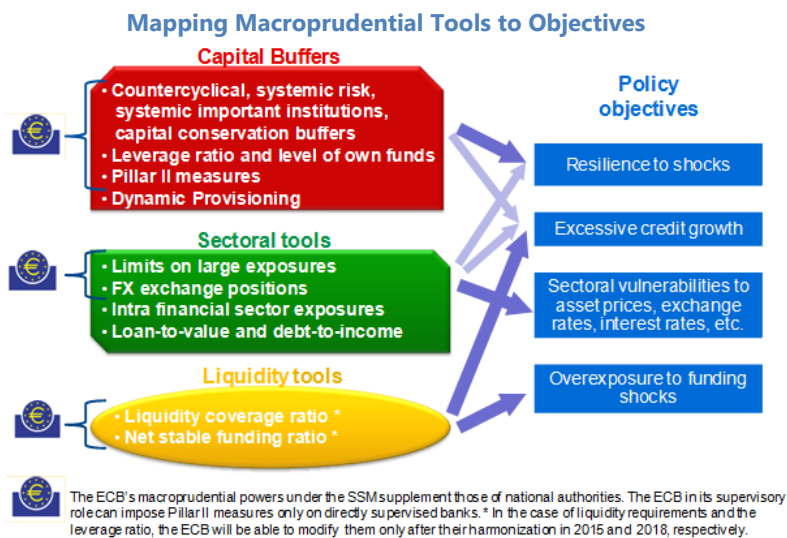 Mapping Macroprudential Tools to Objectives
Capital Buffers
• Countercyclical, systemic risk,
systemic important institutions,
capital conservation buffers
• Leverage ratio and level of own funds
• Pillar II measures
• Dynamic Provisioning
Sectoral tools
• Limits on large exposures
• FX exchange positions
• Intra financial sector exposures
• Loan-to-value and debt-to-income
Liquidity tools
• Liquidity coverage ratio *
• Net stable funding ratio *
Policy
objectives
Resilience to shocks
Excessive credit growth
Sectoral vulnerabilities to
asset prices, exchange
rates, interest rates, etc.
Overexposure to funding
shocks
The ECB's macroprudential powers under the SSM supplement those of national authorities. The ECB in its supervisory
role can impose Pillar II measures only on directly supervised banks. * In the case of liquidity requirements and the
leverage ratio, the ECB will be able to modify them only after their harmonization in 2015 and 2018, respectively.